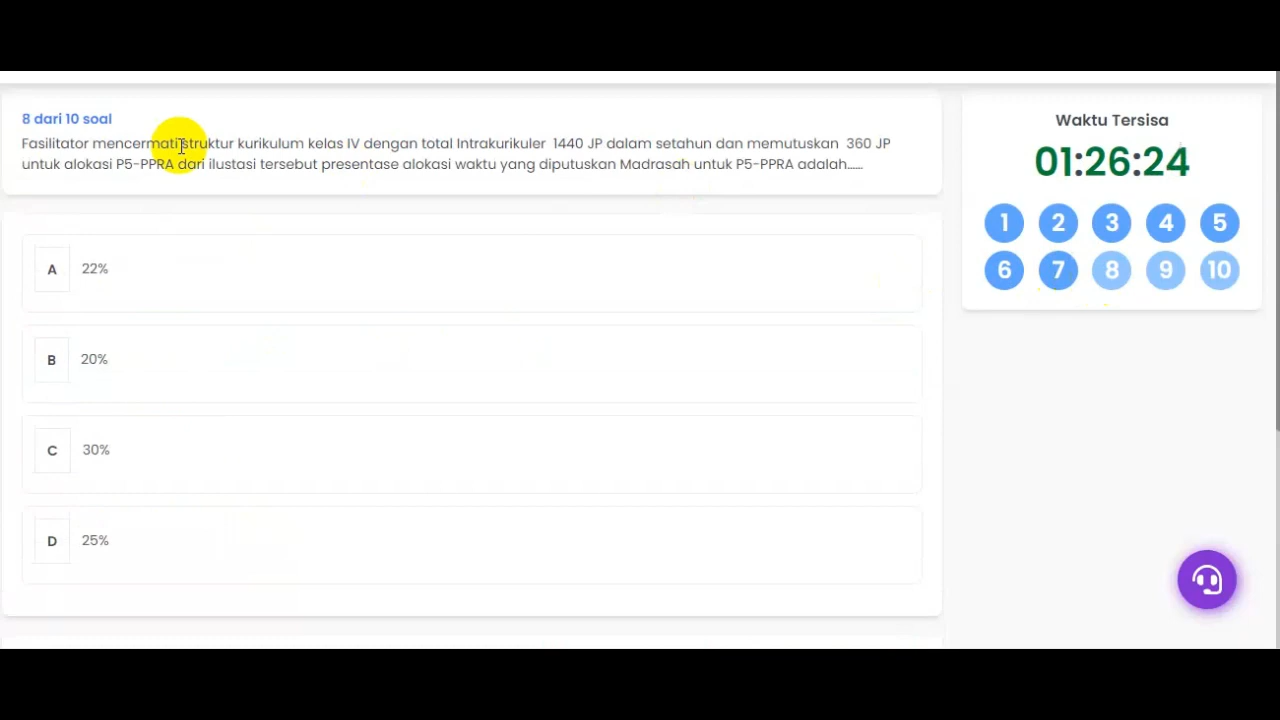 8 dari 10 soal
Fasilitator mencermati struktur kurikulum kelas IV dengan total Intrakurikuler 1440 JP dalam setahun dan memutuskan 360 JP
untuk alokasi P5-PPRA dari ilustasi tersebut presentase alokasi waktu yang diputuskan Madrasah untuk P5-PPRA adalah......
A 22%
B 20%
C 30%
D 25%
Waktu Tersisa
01:26:24
1 2 3 4 5
6 7 8 9 10